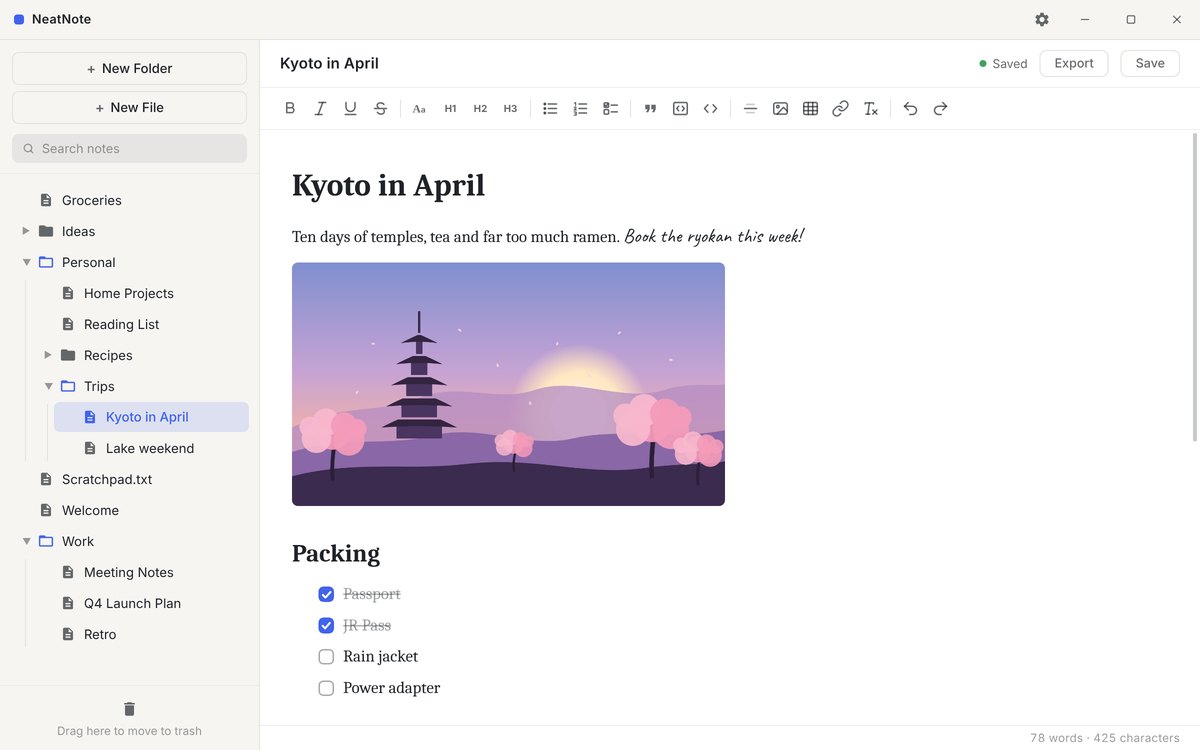 NeatNote
+ New Folder
+ New File
Search notes
Groceries
Ideas
Personal
Home Projects
Reading List
Recipes
Trips
Kyoto in April
Lake weekend
Scratchpad.txt
Welcome
Work
Meeting Notes
Q4 Launch Plan
Retro
Drag here to move to trash
Kyoto in April
Saved Export Save
B I U S Aa H1 H2 H3
Kyoto in April
Ten days of temples, tea and far too much ramen. Book the ryokan this week!
Packing
Passport
JR Pass
Rain jacket
Power adapter
78 words · 425 characters